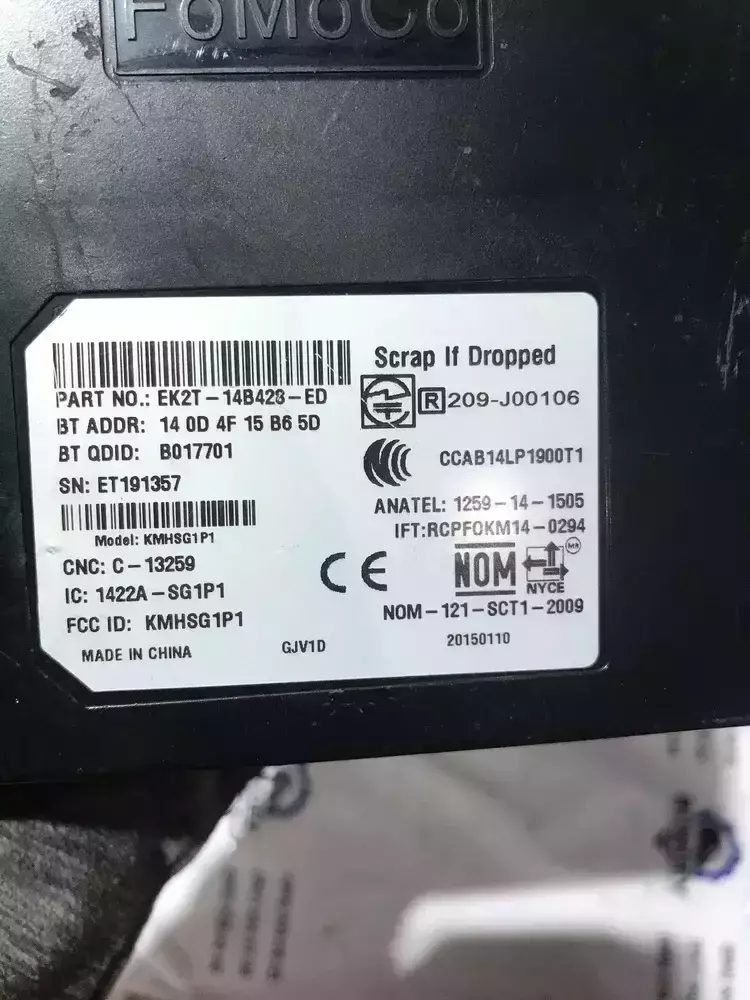 FoMoCo
Scrap If Dropped
PART NO.: EK2T-14B428-ED
R 209-J00106
BT ADDR: 14 0D 4F 15 B6 5D
BT QDID: B017701
CCAB14LP1900T1
SN: ET191357
ANATEL: 1259-14-1505
IFT:RCPFOKM14-0294
Model: KMHSG1P1
CNC: C-13259
CE
NOM
MR
NYCE
IC: 1422A-SG1P1
NOM-121-SCT1-2009
FCC ID: KMHSG1P1
MADE IN CHINA
GJV1D
20150110